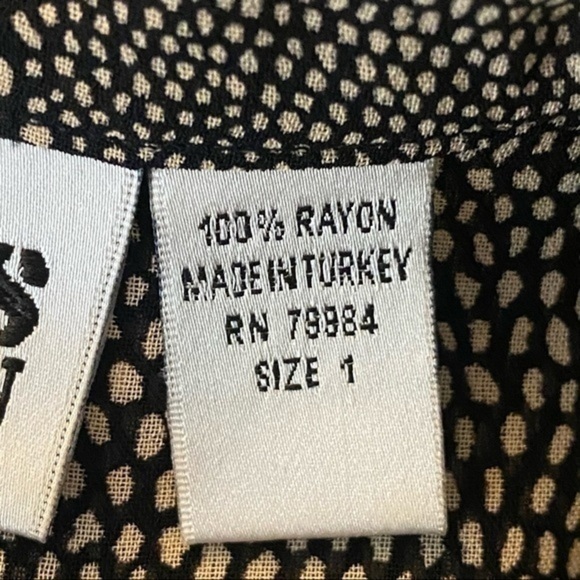 100% RAYON
MADE IN TURKEY
RN 79984
SIZE 1